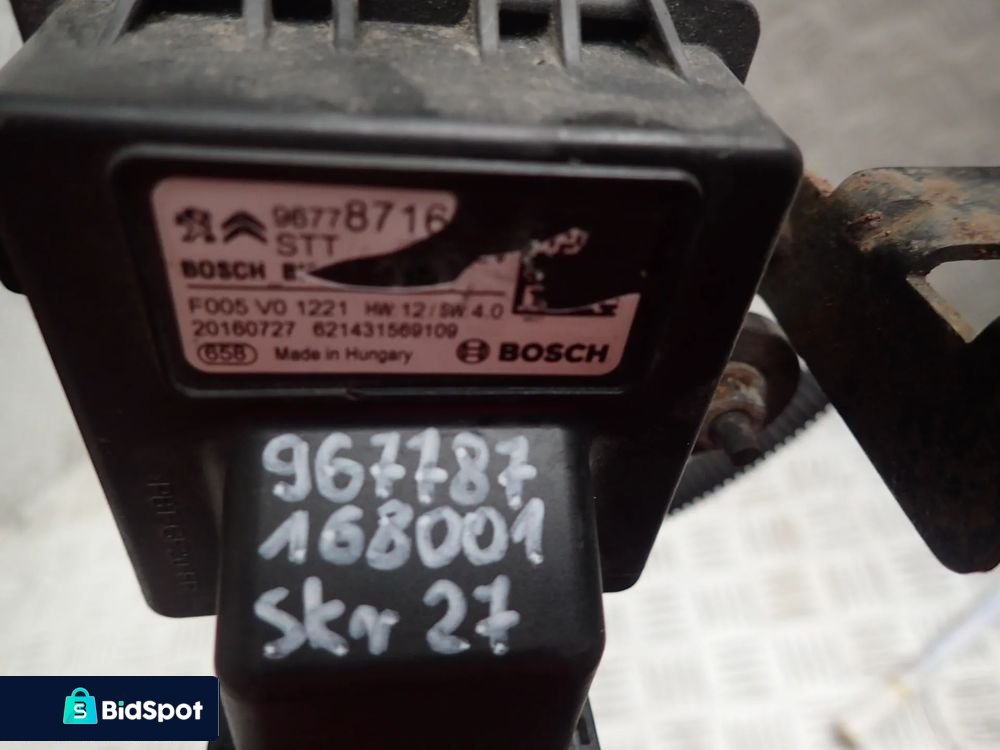 96778716
STT
BOSCH
F005 V0 1221 HW: 12 / SW 4.0
20160727 621431569109
658 Made in Hungary BOSCH
967787
168001
skr 27
BidSpot